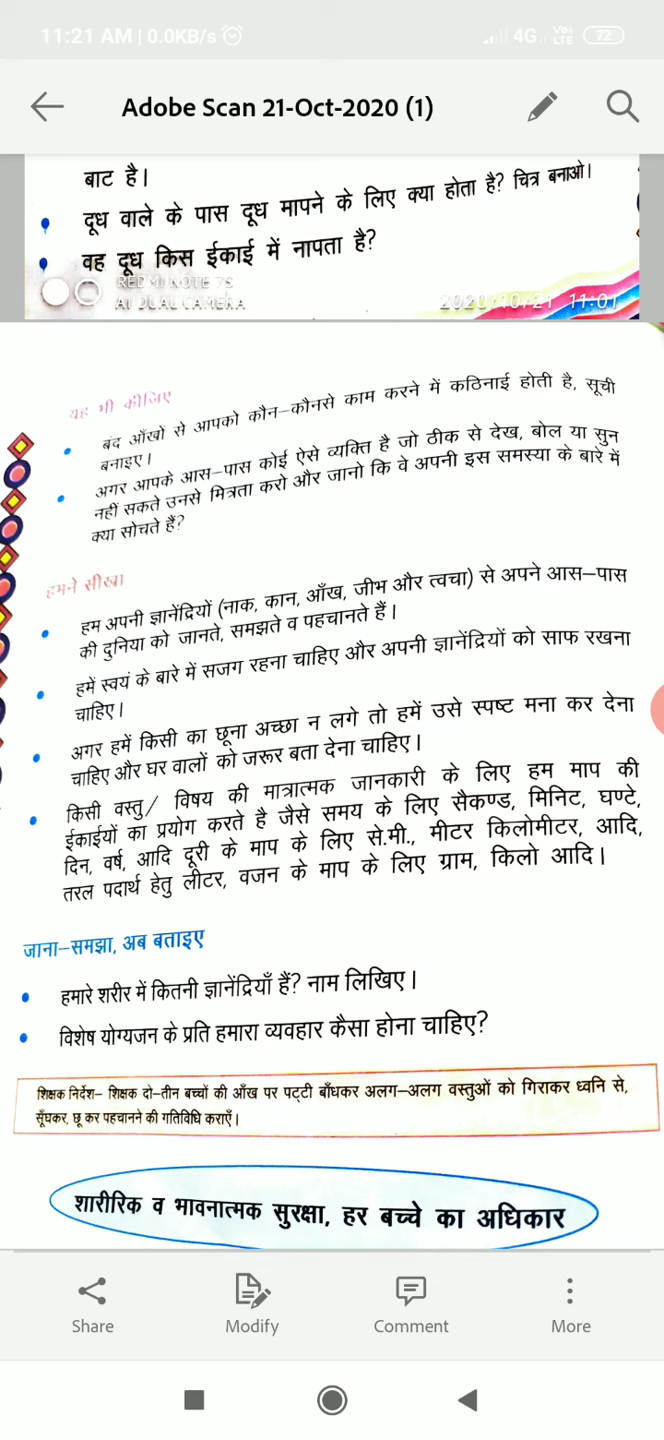 11:21 AM | 0.0KB/s
4G Vo) LTE 72
Adobe Scan 21-Oct-2020 (1)
बाट है।
दूध वाले के पास दूध मापने के लिए क्या होता है? चित्र बनाओ।
वह दूध किस ईकाई में नापता है?
REDMI NOTE 7S
AI DUAL CAMERA
2020/10/21 11:01
यह भी कीजिए
बंद आँखों से आपको कौन–कौनसे काम करने में कठिनाई होती है, सूची
बनाइए।
अगर आपके आस–पास कोई ऐसे व्यक्ति है जो ठीक से देख, बोल या सुन
नहीं सकते उनसे मित्रता करो और जानो कि वे अपनी इस समस्या के बारे में
क्या सोचते हैं?
हमने सीखा
हम अपनी ज्ञानेंद्रियों (नाक, कान, आँख, जीभ और त्वचा) से अपने आस–पास
की दुनिया को जानते, समझते व पहचानते हैं।
हमें स्वयं के बारे में सजग रहना चाहिए और अपनी ज्ञानेंद्रियों को साफ रखना
चाहिए।
अगर हमें किसी का छूना अच्छा न लगे तो हमें उसे स्पष्ट मना कर देना
चाहिए और घर वालों को जरूर बता देना चाहिए।
किसी वस्तु/ विषय की मात्रात्मक जानकारी के लिए हम माप की
ईकाईयों का प्रयोग करते है जैसे समय के लिए सैकण्ड, मिनिट, घण्टे,
दिन, वर्ष, आदि दूरी के माप के लिए से.मी., मीटर किलोमीटर, आदि,
तरल पदार्थ हेतु लीटर, वजन के माप के लिए ग्राम, किलो आदि।
जाना–समझा, अब बताइए
हमारे शरीर में कितनी ज्ञानेंद्रियाँ हैं? नाम लिखिए।
विशेष योग्यजन के प्रति हमारा व्यवहार कैसा होना चाहिए?
शिक्षक निर्देश– शिक्षक दो–तीन बच्चों की आँख पर पट्टी बाँधकर अलग–अलग वस्तुओं को गिराकर ध्वनि से,
सूँघकर, छू कर पहचानने की गतिविधि कराएँ।
शारीरिक व भावनात्मक सुरक्षा, हर बच्चे का अधिकार
Share Modify Comment More